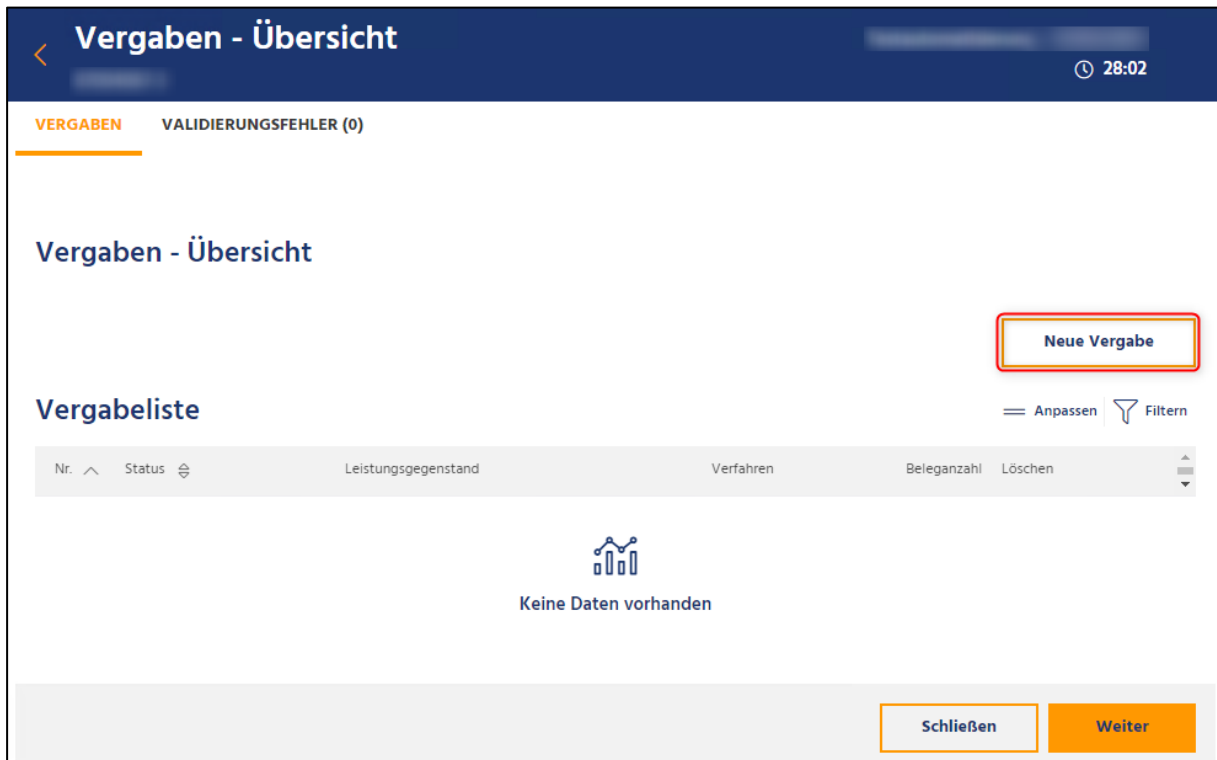 Vergaben - Übersicht
28:02
VERGABEN VALIDIERUNGSFEHLER (0)
Vergaben - Übersicht
Neue Vergabe
Vergabeliste
Anpassen Filtern
Nr. Status Leistungsgegenstand Verfahren Beleganzahl Löschen
Keine Daten vorhanden
Schließen Weiter